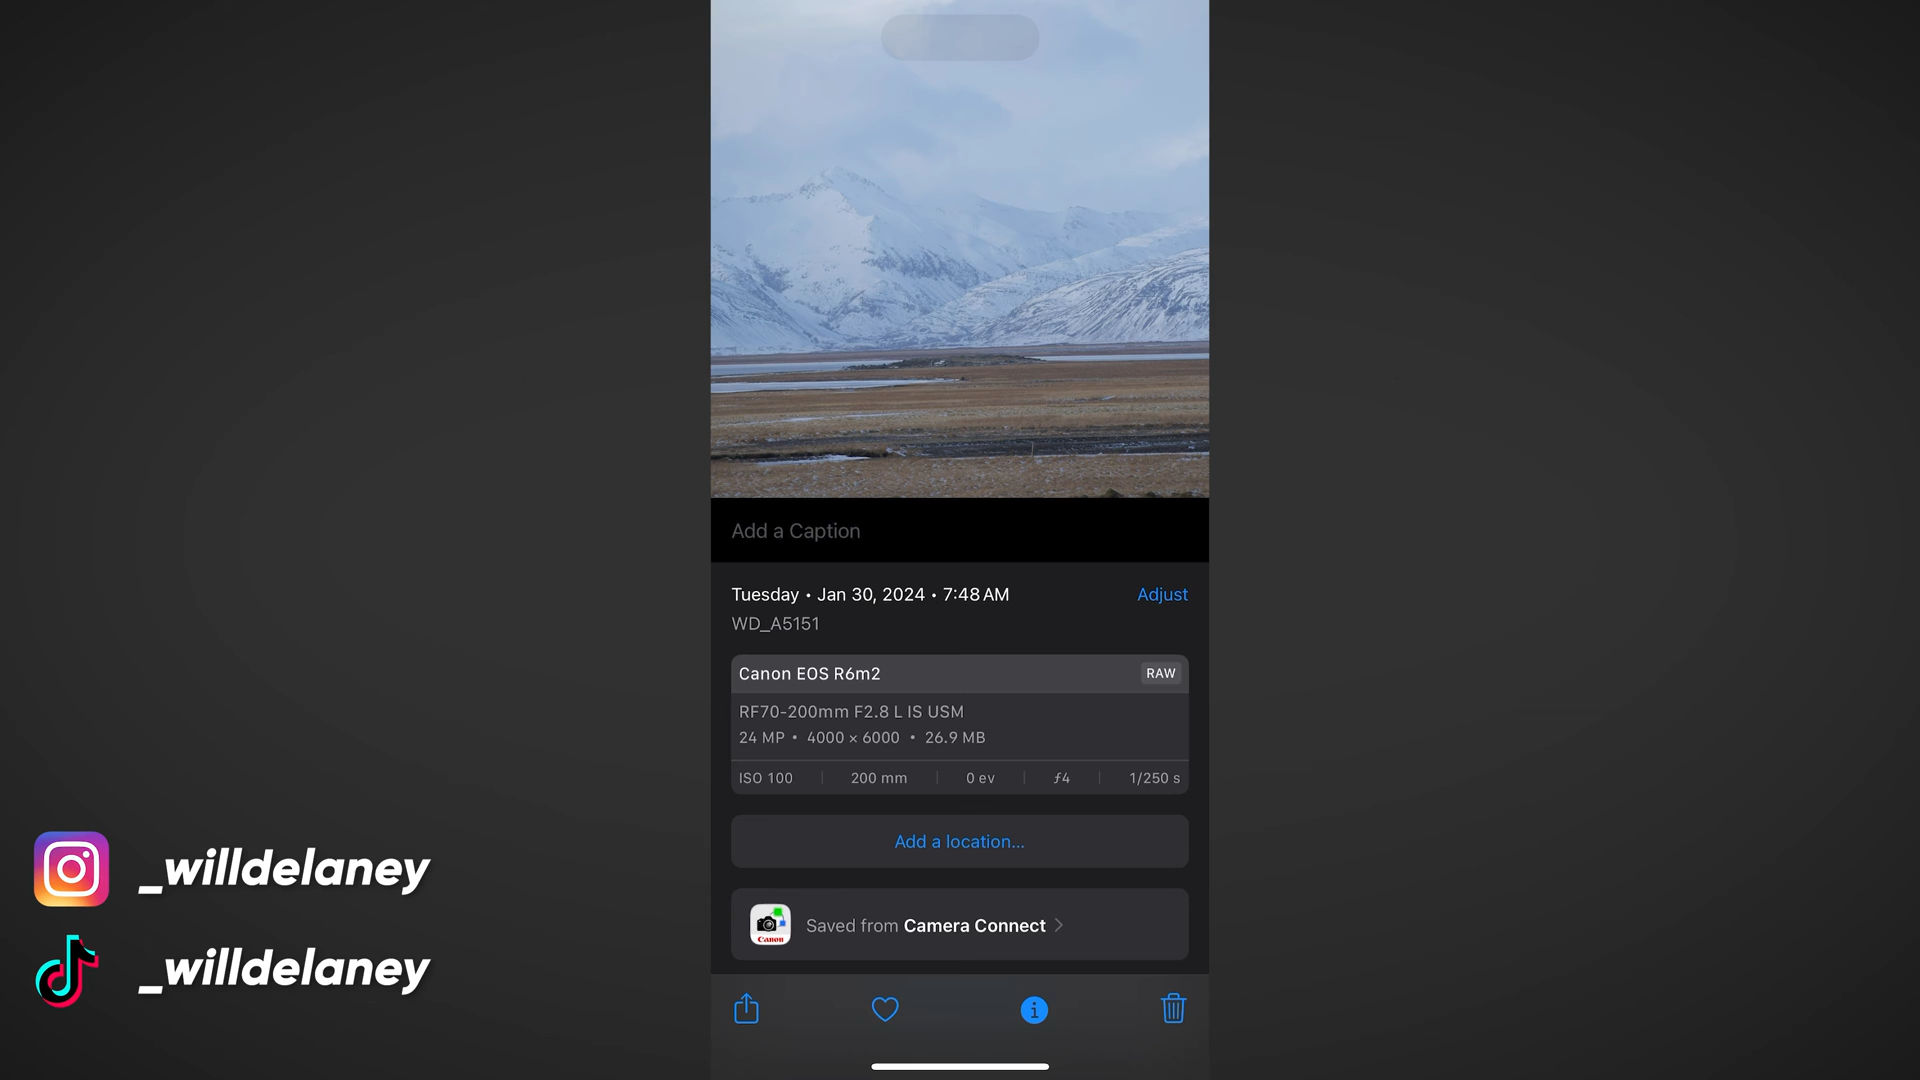 Add a Caption
Tuesday • Jan 30, 2024 • 7:48 AM
Adjust
WD_A5151
Canon EOS R6m2
RAW
RF70-200mm F2.8 L IS USM
24 MP • 4000 × 6000 • 26.9 MB
ISO 100 | 200 mm | 0 ev | ƒ4 | 1/250 s
Add a location...
Canon
Saved from Camera Connect
_willdelaney
_willdelaney